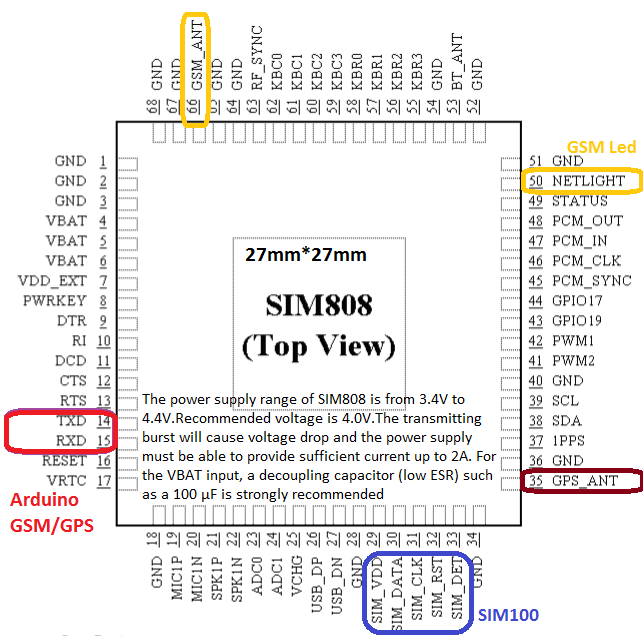 68 GND
67 GND
66 GSM_ANT
65 GND
64 GND
63 RF_SYNC
62 KBC0
61 KBC1
60 KBC2
59 KBC3
58 KBR0
57 KBR1
56 KBR2
55 KBR3
54 GND
53 BT_ANT
52 GND
GSM Led
GND 1
GND 2
GND 3
VBAT 4
VBAT 5
VBAT 6
VDD_EXT 7
PWRKEY 8
DTR 9
RI 10
DCD 11
CTS 12
RTS 13
TXD 14
RXD 15
RESET 16
VRTC 17
Arduino
GSM/GPS
27mm*27mm
SIM808
(Top View)
The power supply range of SIM808 is from 3.4V to
4.4V.Recommended voltage is 4.0V.The transmitting
burst will cause voltage drop and the power supply
must be able to provide sufficient current up to 2A. For
the VBAT input, a decoupling capacitor (low ESR) such
as a 100 µF is strongly recommended
51 GND
50 NETLIGHT
49 STATUS
48 PCM_OUT
47 PCM_IN
46 PCM_CLK
45 PCM_SYNC
44 GPIO17
43 GPIO19
42 PWM1
41 PWM2
40 GND
39 SCL
38 SDA
37 1PPS
36 GND
35 GPS_ANT
18 GND
19 MIC1P
20 MIC1N
21 SPK1P
22 SPK1N
23 ADC0
24 ADC1
25 VCHG
26 USB_DP
27 USB_DN
28 GND
29 SIM_VDD
30 SIM_DATA
31 SIM_CLK
32 SIM_RST
33 SIM_DET
34 GND
SIM100